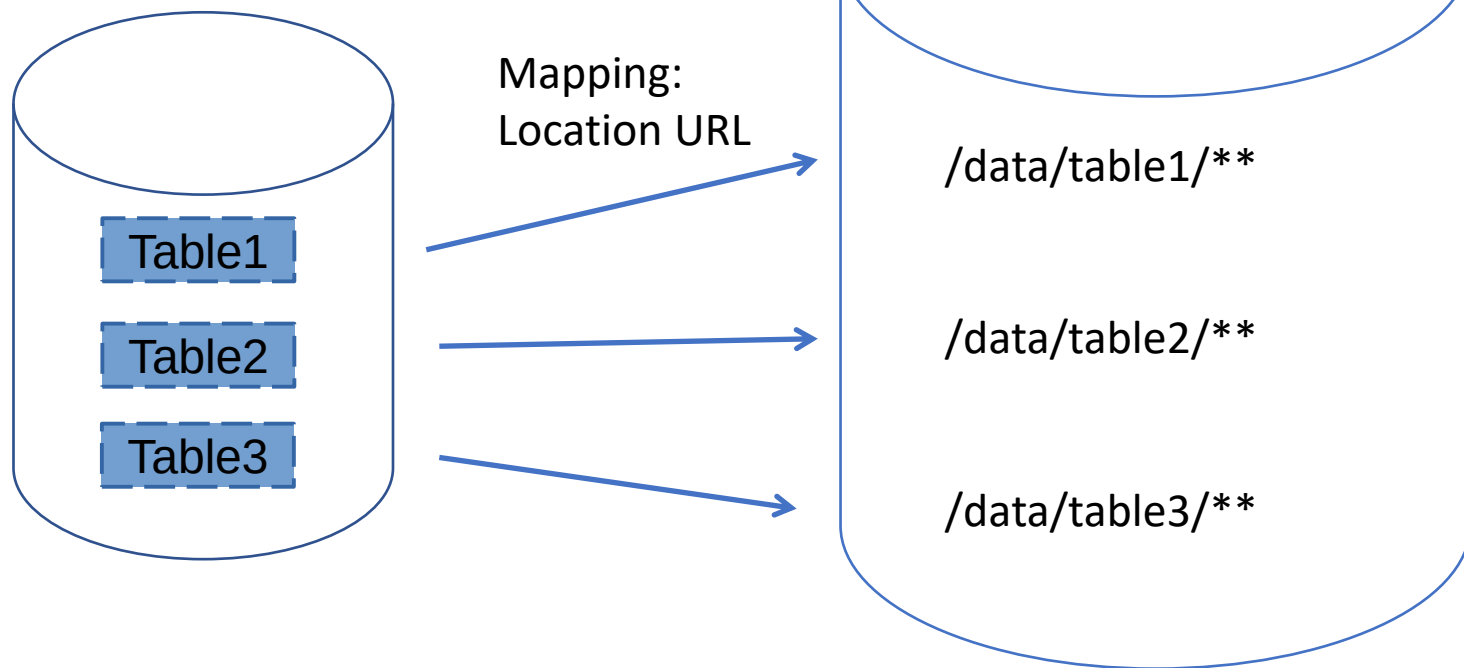 Mapping:
Location URL
Table1
Table2
Table3
/data/table1/**
/data/table2/**
/data/table3/**